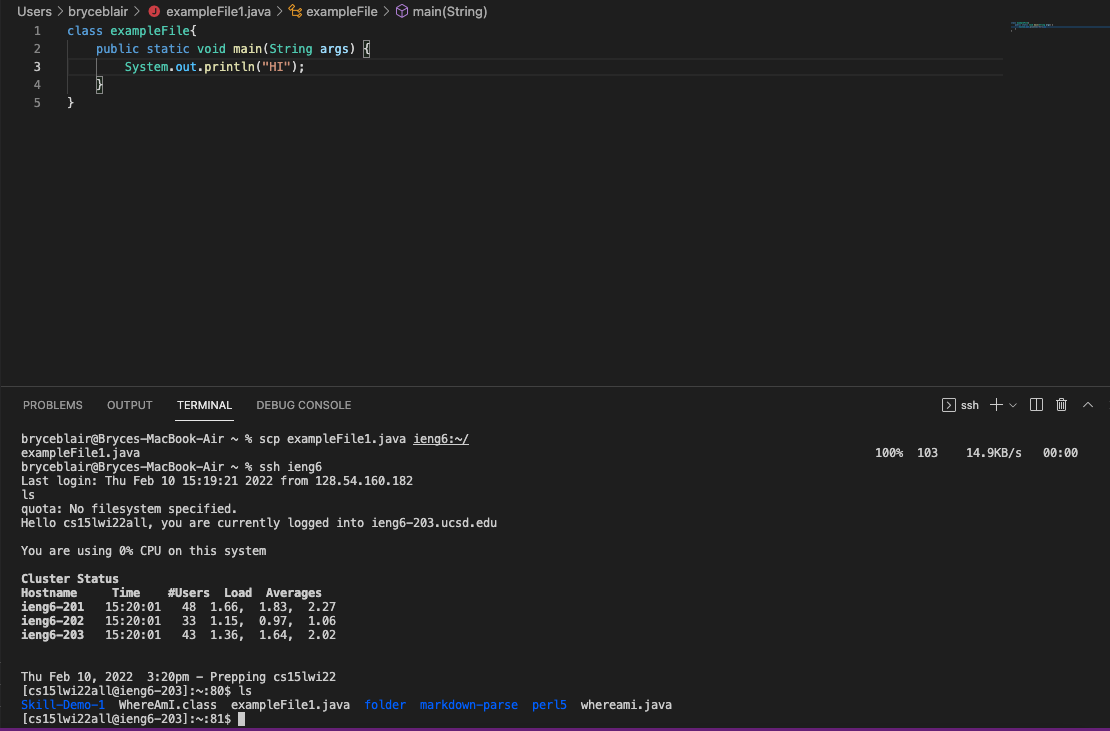 Users > bryceblair > J exampleFile1.java > exampleFile > main(String)
1 class exampleFile{
2     public static void main(String args) {
3         System.out.println("HI");
4     }
5 }
PROBLEMS OUTPUT TERMINAL DEBUG CONSOLE ssh
bryceblair@Bryces-MacBook-Air ~ % scp exampleFile1.java ieng6:~/
exampleFile1.java 100% 103 14.9KB/s 00:00
bryceblair@Bryces-MacBook-Air ~ % ssh ieng6
Last login: Thu Feb 10 15:19:21 2022 from 128.54.160.182
ls
quota: No filesystem specified.
Hello cs15lwi22all, you are currently logged into ieng6-203.ucsd.edu
You are using 0% CPU on this system
Cluster Status
Hostname Time #Users Load Averages
ieng6-201 15:20:01 48 1.66, 1.83, 2.27
ieng6-202 15:20:01 33 1.15, 0.97, 1.06
ieng6-203 15:20:01 43 1.36, 1.64, 2.02
Thu Feb 10, 2022 3:20pm - Prepping cs15lwi22
[cs15lwi22all@ieng6-203]:~:80$ ls
Skill-Demo-1 WhereAmI.class exampleFile1.java folder markdown-parse perl5 whereami.java
[cs15lwi22all@ieng6-203]:~:81$